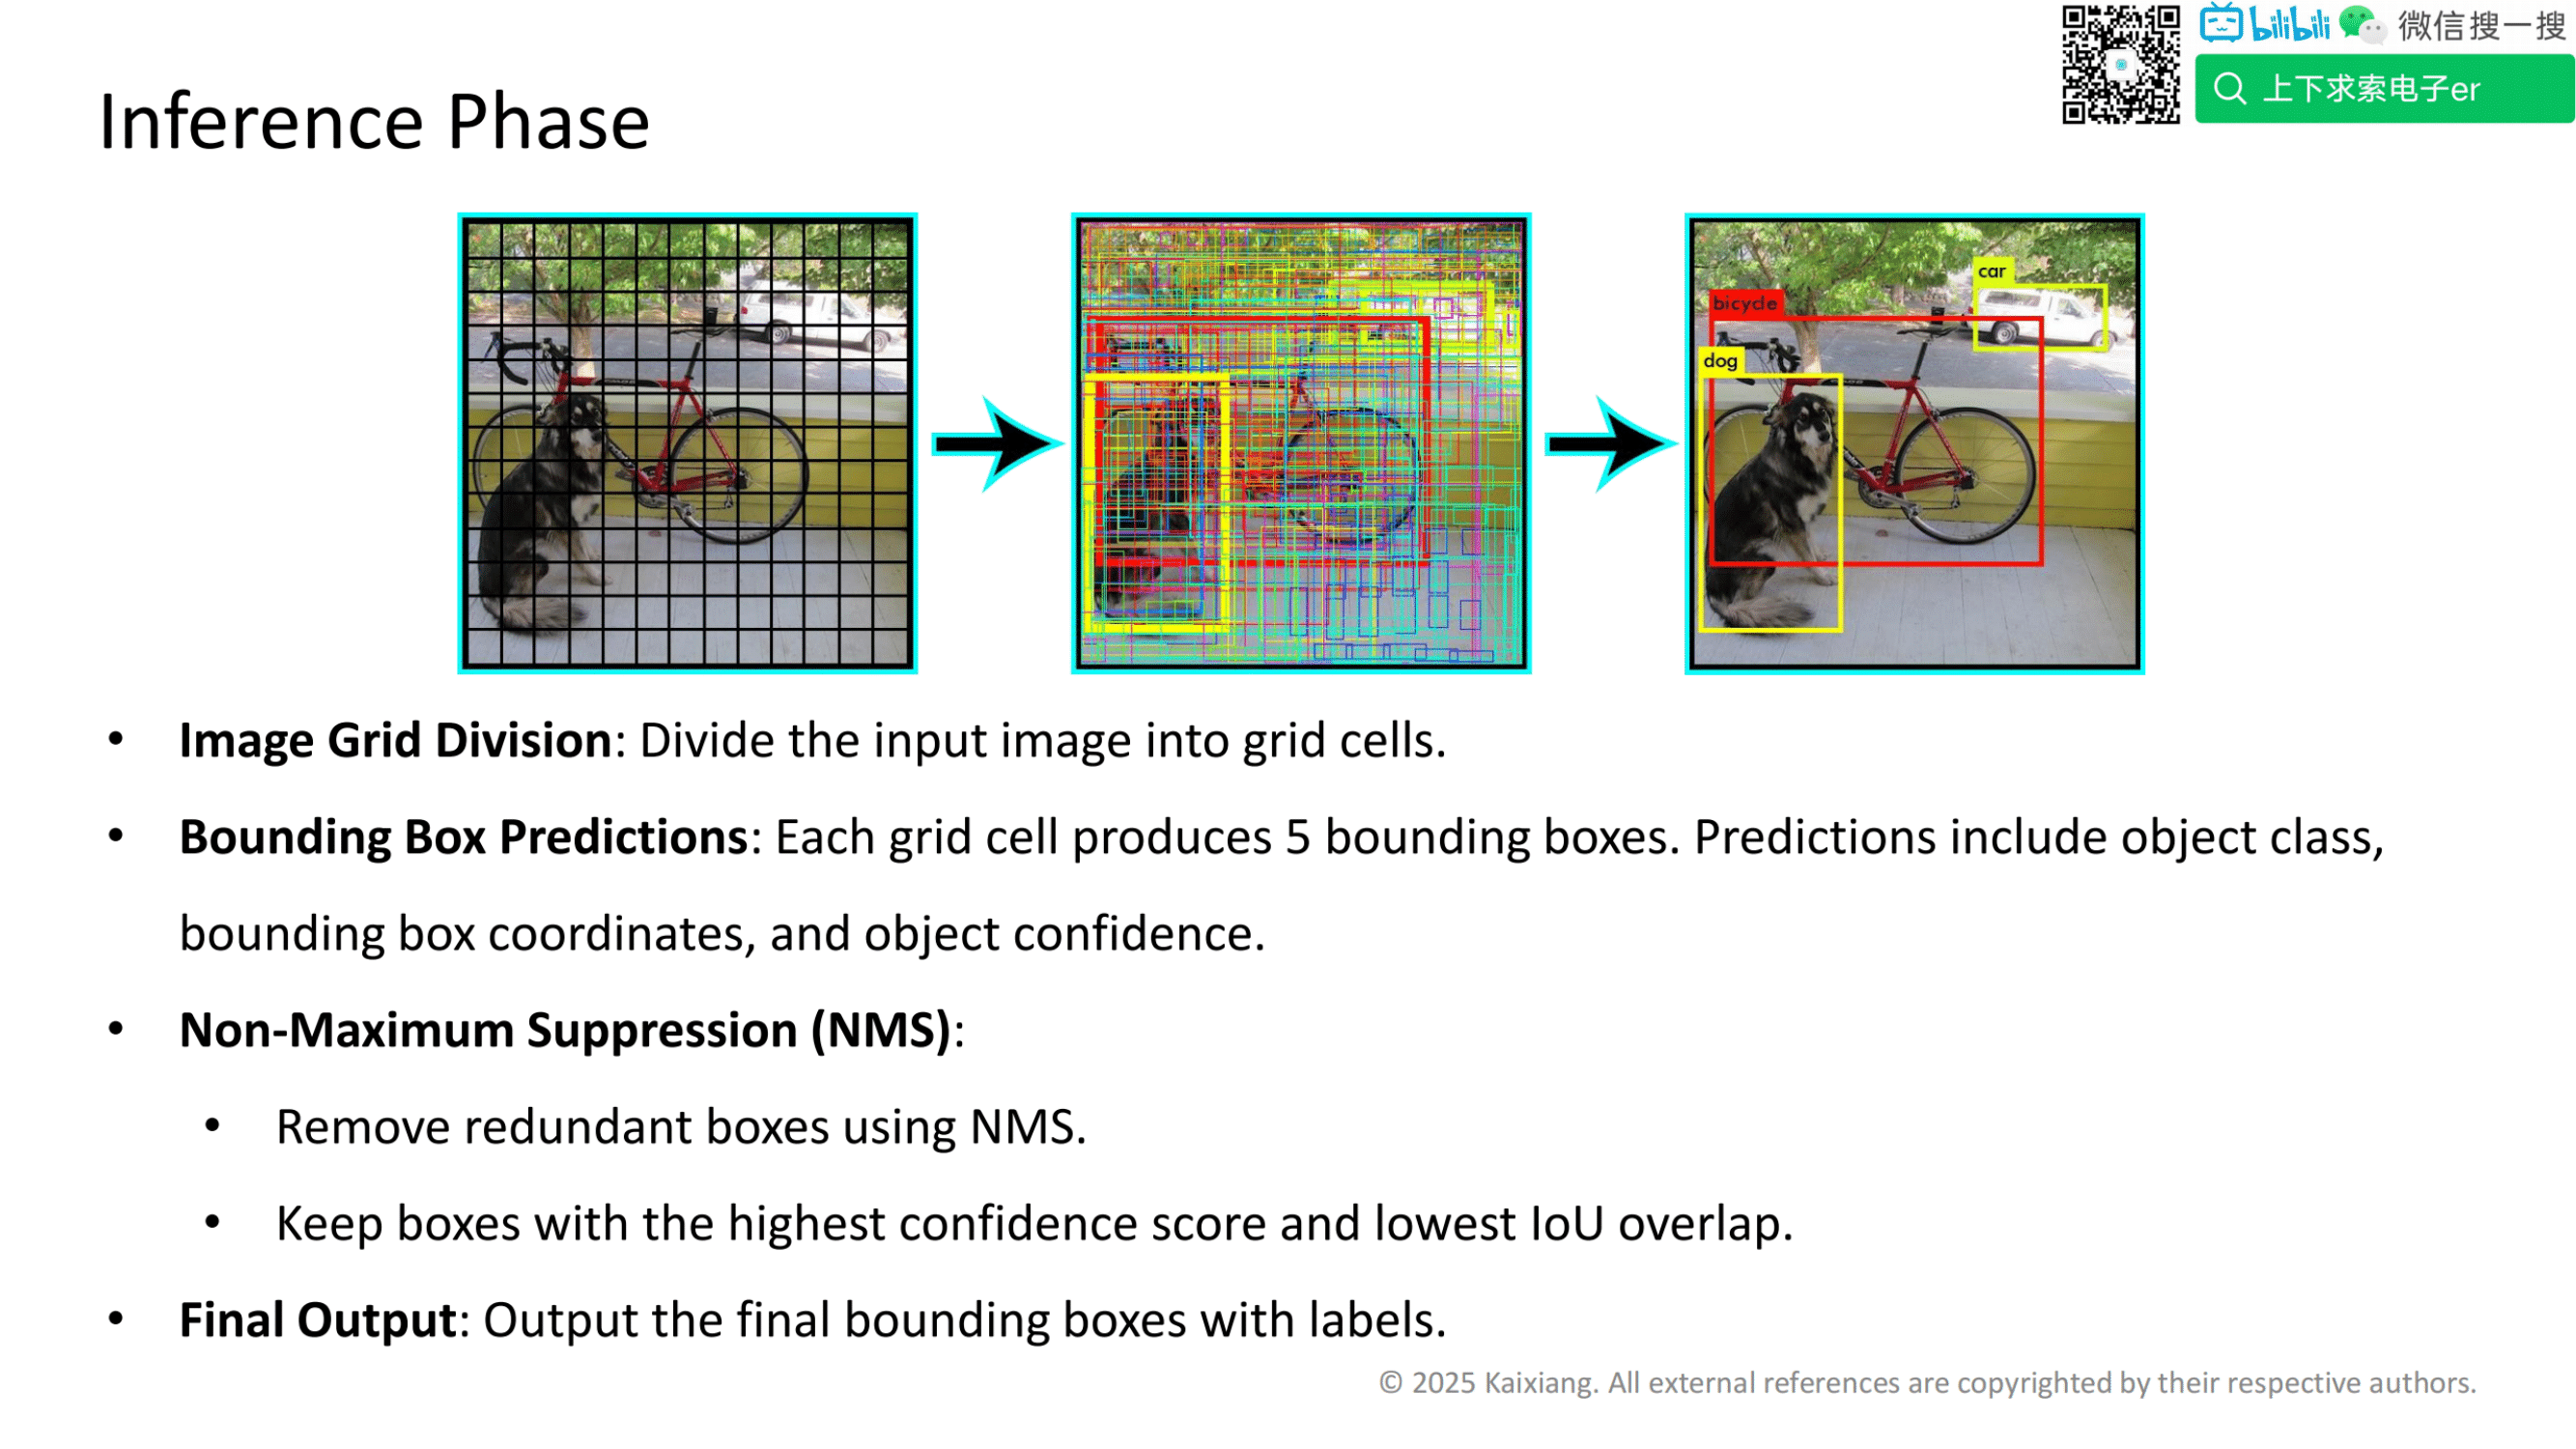 bilibili 微信搜一搜
上下求索电子er
Inference Phase
car
bicycle
dog
• Image Grid Division: Divide the input image into grid cells.
• Bounding Box Predictions: Each grid cell produces 5 bounding boxes. Predictions include object class,
bounding box coordinates, and object confidence.
• Non-Maximum Suppression (NMS):
• Remove redundant boxes using NMS.
• Keep boxes with the highest confidence score and lowest IoU overlap.
• Final Output: Output the final bounding boxes with labels.
© 2025 Kaixiang. All external references are copyrighted by their respective authors.